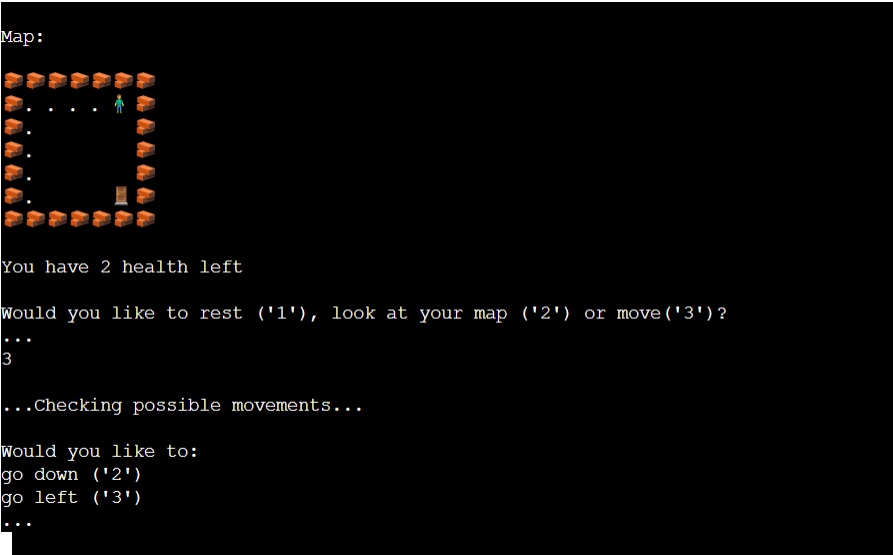 Map:
. . . .
.
.
.
.
You have 2 health left
Would you like to rest ('1'), look at your map ('2') or move('3')?
...
3
...Checking possible movements...
Would you like to:
go down ('2')
go left ('3')
...